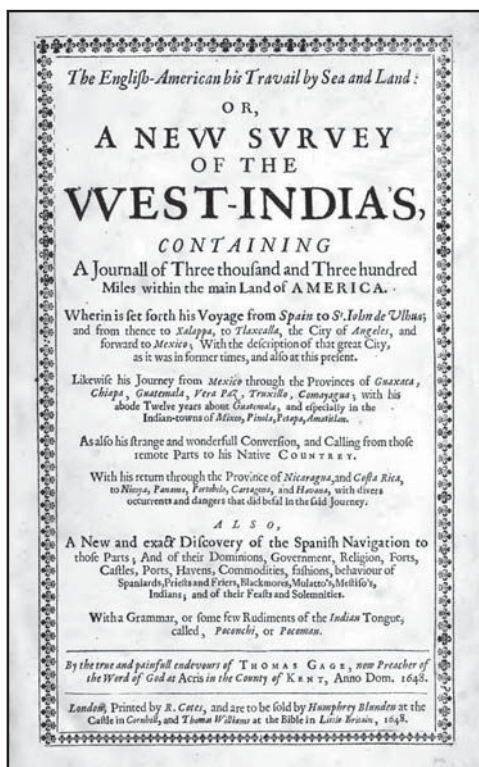 The Engliſh-American his Travail by Sea and Land:
OR,
A NEVV SVRVEY
OF THE
VVEST-INDIA'S,
CONTAINING
A Journall of Three thouſand and Three hundred
Miles within the main Land of AMERICA.
Wherin is ſet forth his Voyage from Spain to Sᵗ. Iohn de Ulhua;
and from thence to Xalappa, to Tlaxcalla, the City of Angeles, and
forward to Mexico; With the deſcription of that great City,
as it was in former times, and alſo at this preſent.
Likewiſe his Journey from Mexico through the Provinces of Guaxaca,
Chiapa, Guatemala, Vera Paz, Truxillo, Comayagua; with his
abode Twelve years about Guatemala, and eſpecially in the
Indian-towns of Mixco, Pinola, Petapa, Amatitlan.
As alſo his ſtrange and wonderfull Converſion, and Calling from thoſe
remote Parts to his Native COUNTREY.
With his return through the Province of Nicaragua, and Coſta Rica,
to Nicoya, Panama, Portobelo, Cartagena, and Havana, with divers
occurrents and dangers that did befal in the ſaid Journey.
ALSO,
A New and exact Diſcovery of the Spaniſh Navigation to
thoſe Parts; And of their Dominions, Government, Religion, Forts,
Caſtles, Ports, Havens, Commodities, faſhions, behaviour of
Spaniards, Prieſts and Friers, Blackmores, Mulatto's, Meſtiſo's,
Indians; and of their Feaſts and Solemnities.
With a Grammar, or ſome few Rudiments of the Indian Tongue,
called, Poconchi, or Pocoman.
By the true and painfull endevours of THOMAS GAGE, now Preacher of
the Word of God at Acris in the County of KENT, Anno Dom. 1648.
London, Printed by R. Cotes, and are to be ſold by Humphrey Blunden at the
Caſtle in Cornhill, and Thomas Williams at the Bible in Little Britain, 1648.